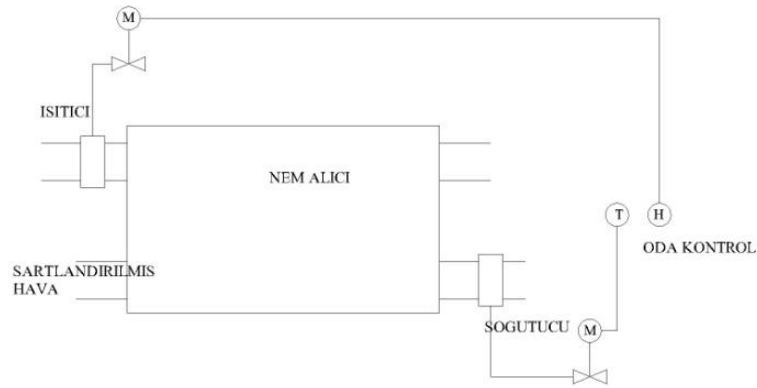 M
ISITICI
NEM ALICI
T
H
ODA KONTROL
SARTLANDIRILMIS
HAVA
SOGUTUCU
M